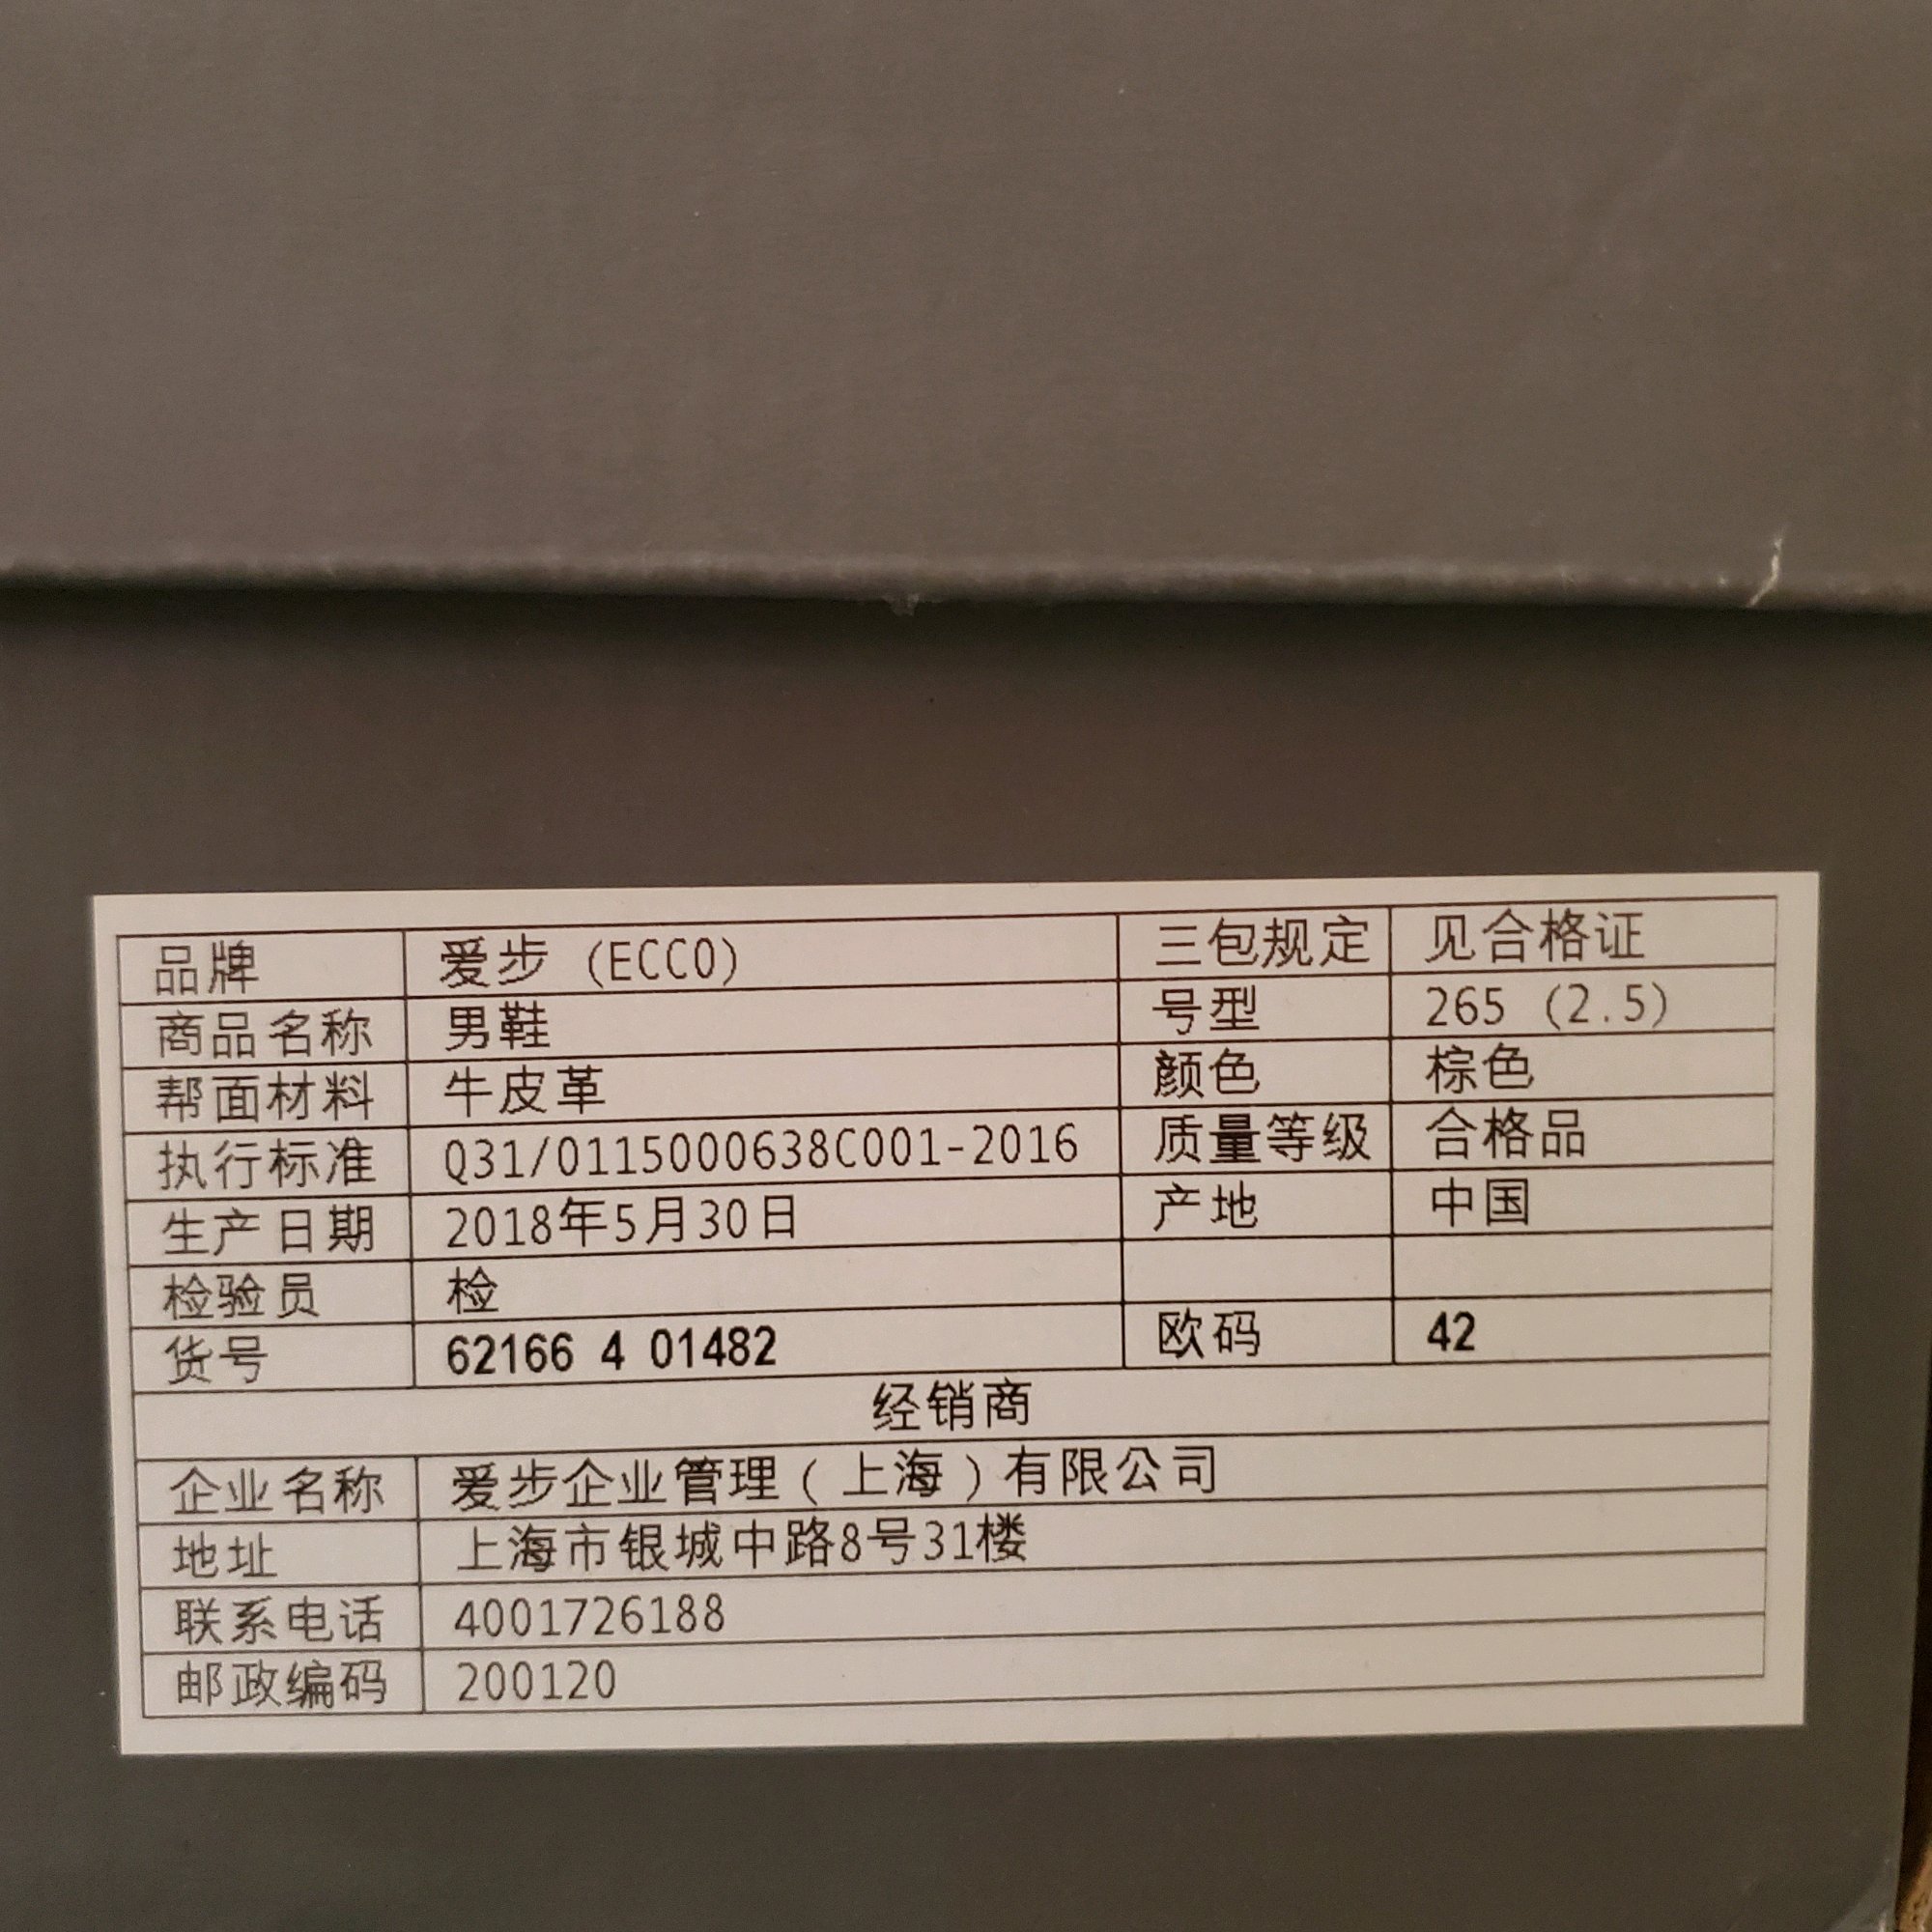 品牌 爱步 (ECCO) 三包规定 见合格证
商品名称 男鞋 号型 265 (2.5)
帮面材料 牛皮革 颜色 棕色
执行标准 Q31/0115000638C001-2016 质量等级 合格品
生产日期 2018年5月30日 产地 中国
检验员 检
货号 62166 4 01482 欧码 42
经销商
企业名称 爱步企业管理(上海)有限公司
地址 上海市银城中路8号31楼
联系电话 4001726188
邮政编码 200120